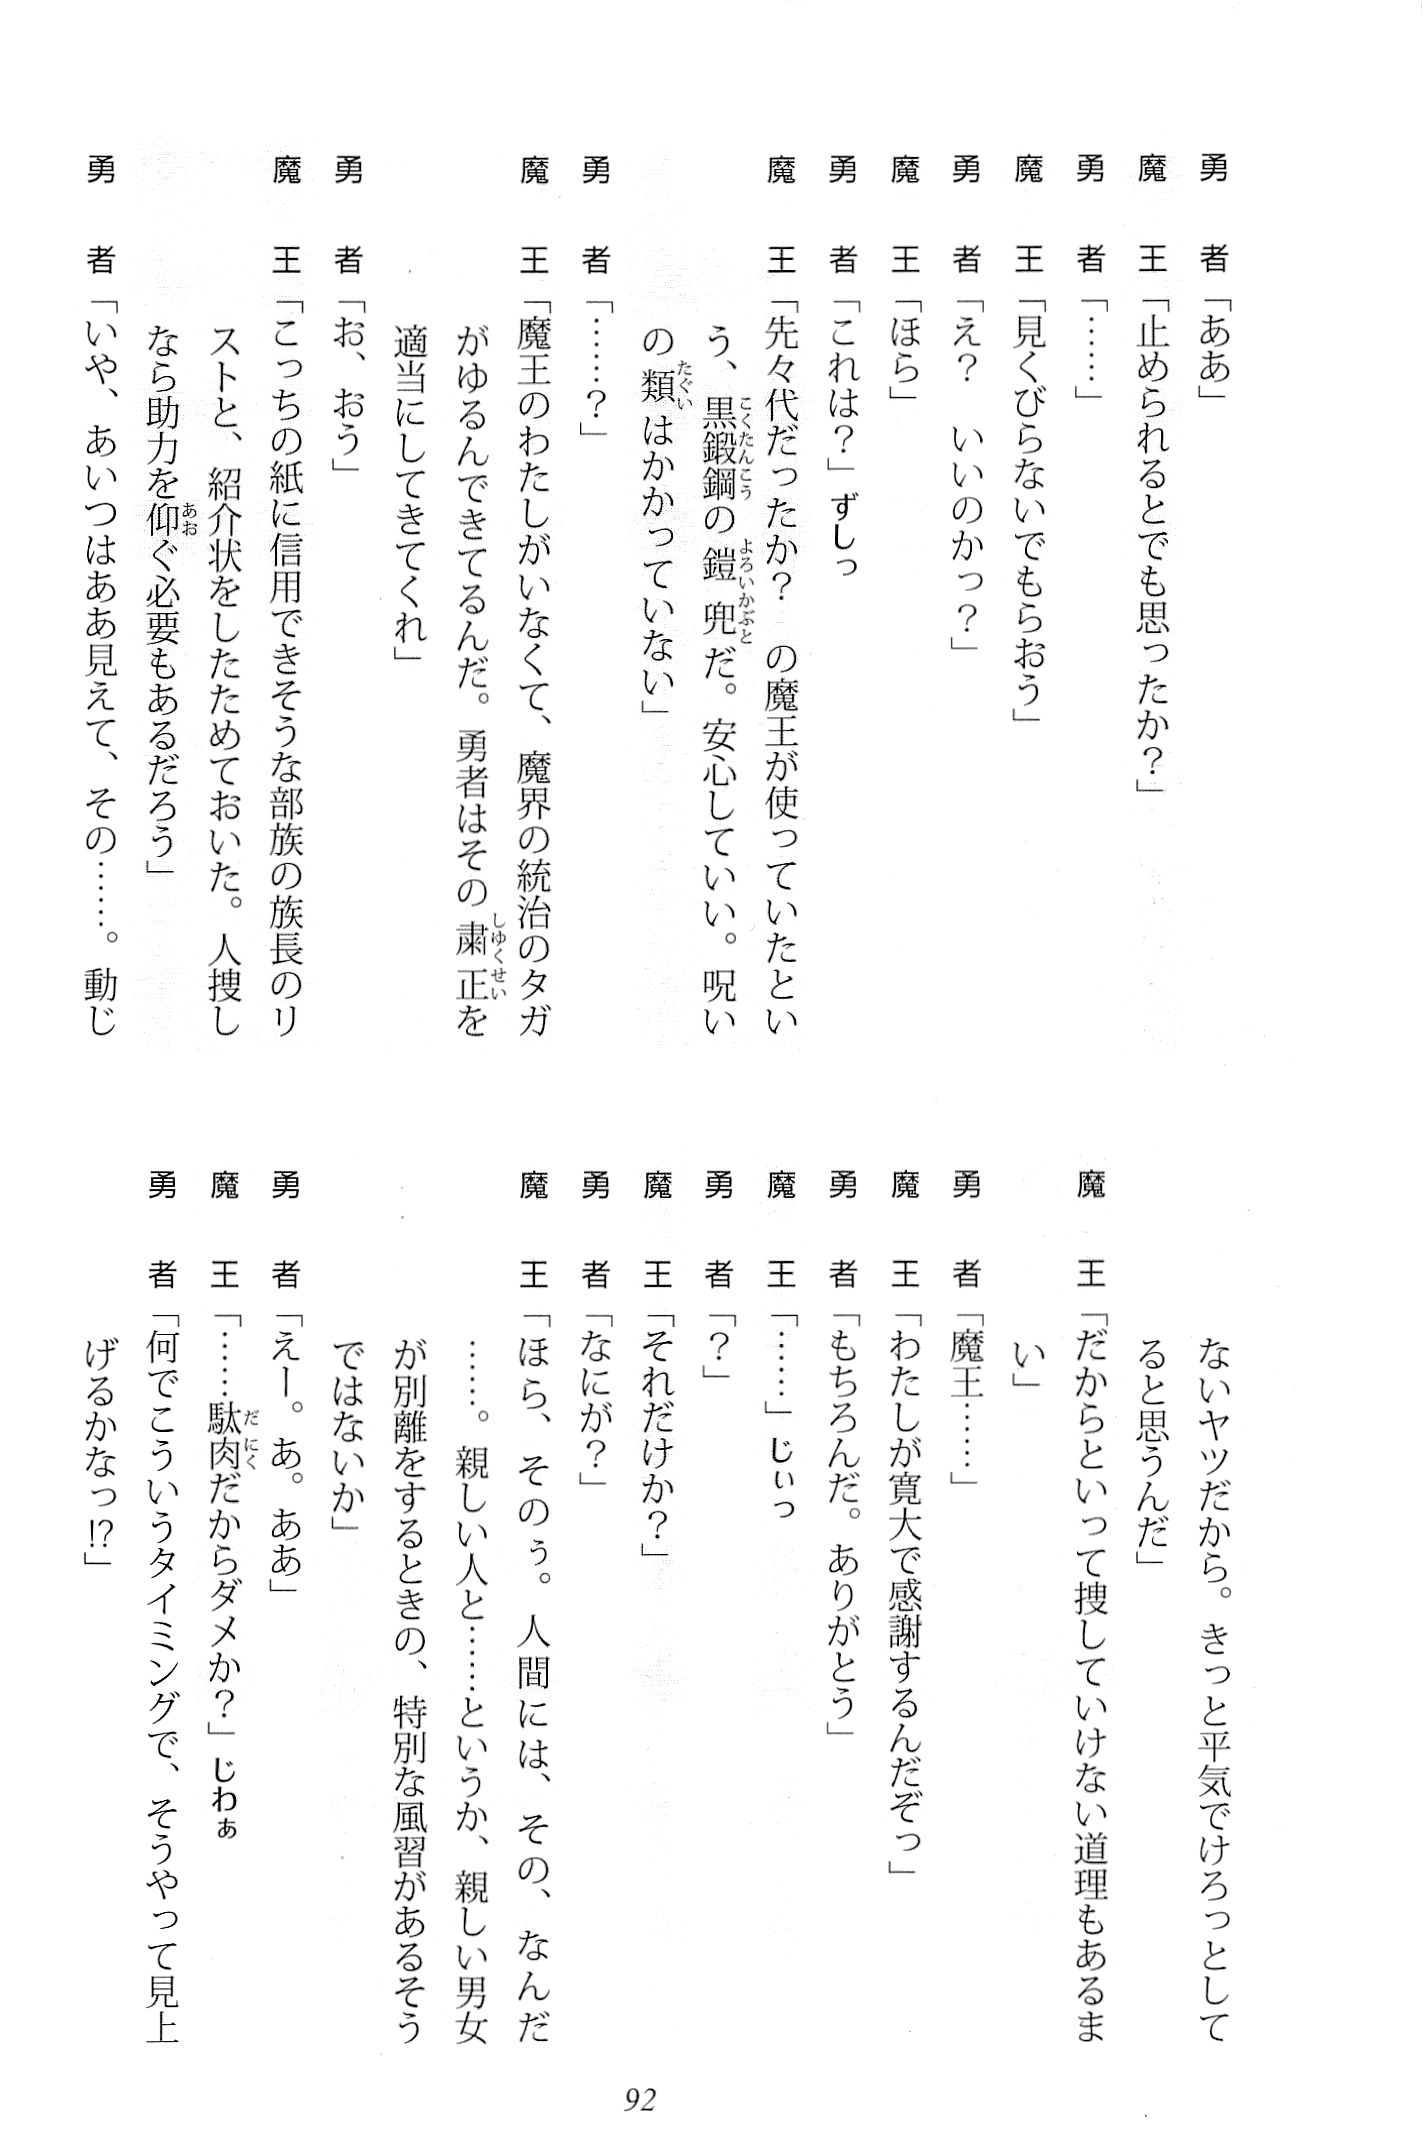 勇者「ああ」
魔王「止められるとでも思ったか？」
勇者「……」
魔王「見くびらないでもらおう」
勇者「え？　いいのかっ？」
魔王「ほら」
勇者「これは？」ずしっ
魔王「先々代だったか？　の魔王が使っていたとい
う、黒鍛鋼の鎧兜だ。安心していい。呪い
の類はかかっていない」
勇者「……？」
魔王「魔王のわたしがいなくて、魔界の統治のタガ
がゆるんできてるんだ。勇者はその粛正を
適当にしてきてくれ」
勇者「お、おう」
魔王「こっちの紙に信用できそうな部族の族長のリ
ストと、紹介状をしたためておいた。人捜し
なら助力を仰ぐ必要もあるだろう」
勇者「いや、あいつはああ見えて、その……。動じ
ないヤツだから。きっと平気でけろっとして
ると思うんだ」
魔王「だからといって捜していけない道理もあるま
い」
勇者「魔王……」
魔王「わたしが寛大で感謝するんだぞっ」
勇者「もちろんだ。ありがとう」
魔王「……」じぃっ
勇者「？」
魔王「それだけか？」
勇者「なにが？」
魔王「ほら、そのぅ。人間には、その、なんだ
……。親しい人と……というか、親しい男女
が別離をするときの、特別な風習があるそう
ではないか」
勇者「えー。あ。ああ」
魔王「……駄肉だからダメか？」じわぁ
勇者「何でこういうタイミングで、そうやって見上
げるかなっ!?」
92